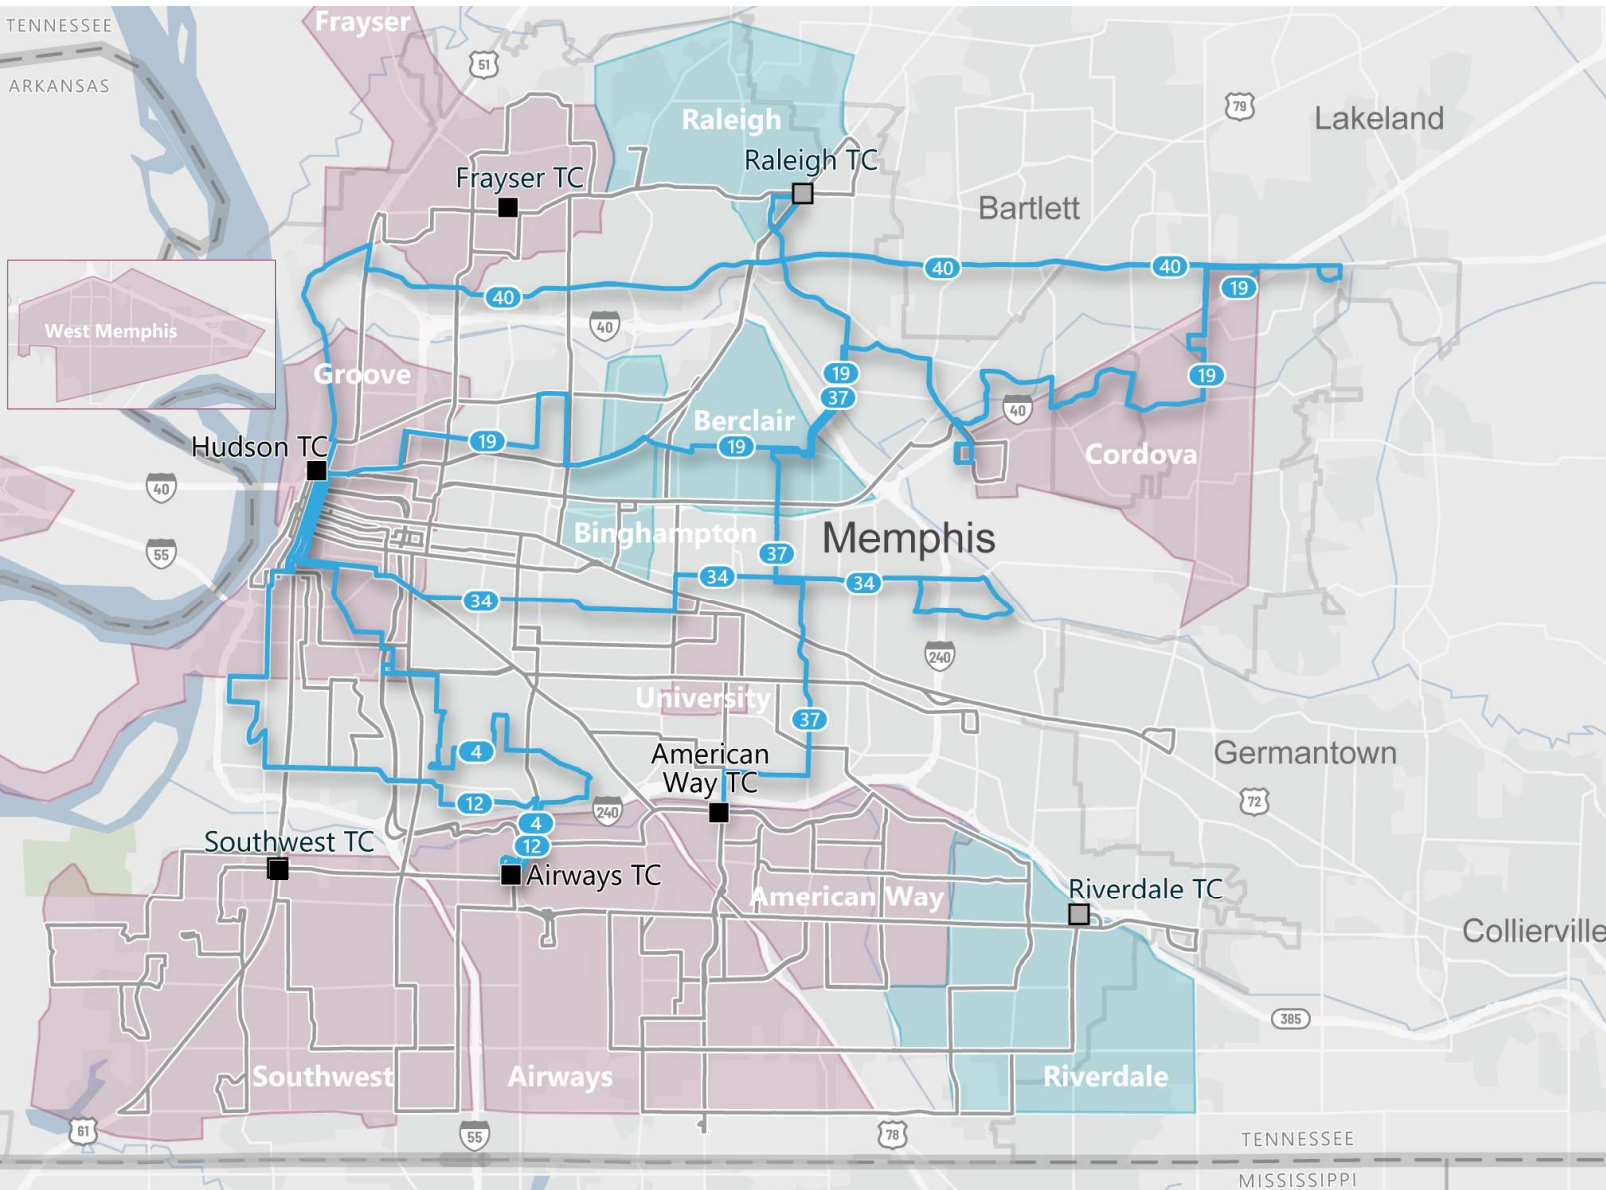 TENNESSEE
Frayser
51
ARKANSAS
79
Lakeland
Raleigh
Raleigh TC
Frayser TC
Bartlett
40
40
40
19
West Memphis
40
Groove
19
19
37
40
Berclair
Hudson TC
19
19
Cordova
40
Binghampton
Memphis
55
37
34
34
34
240
University
37
4
American
Way TC
Germantown
12
240
72
4
Southwest TC
12
Airways TC
American Way
Riverdale TC
Collierville
385
Southwest
Airways
Riverdale
61
55
78
TENNESSEE
MISSISSIPPI